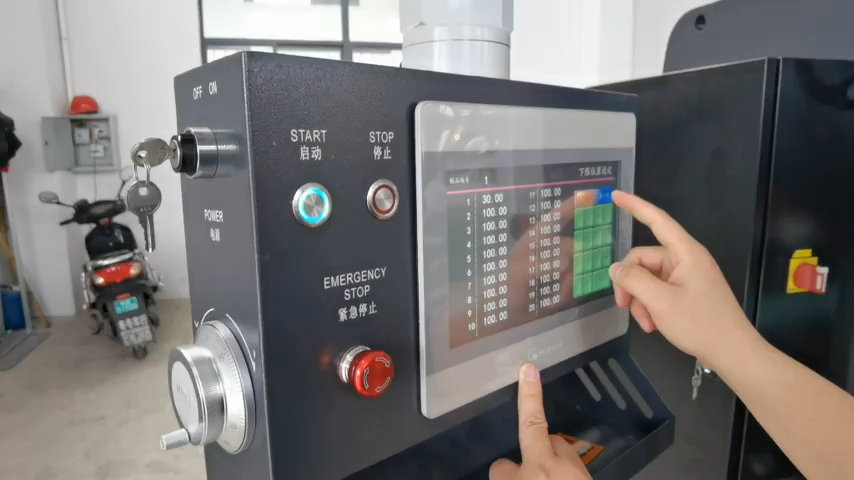 OFF ON
START
启动
STOP
停止
POWER
电源
EMERGENCY
STOP
紧急停止
1
1 30.00 11 100.00
2 100.00 12 100.00
3 100.00 13 100.00
4 100.00 14 100.00
5 100.00 15 100.00
6 100.00 16 100.00
7 100.00 17 100.00
8 100.00 18 100.00
9 100.00 19 100.00
10 100.00 20 100.00